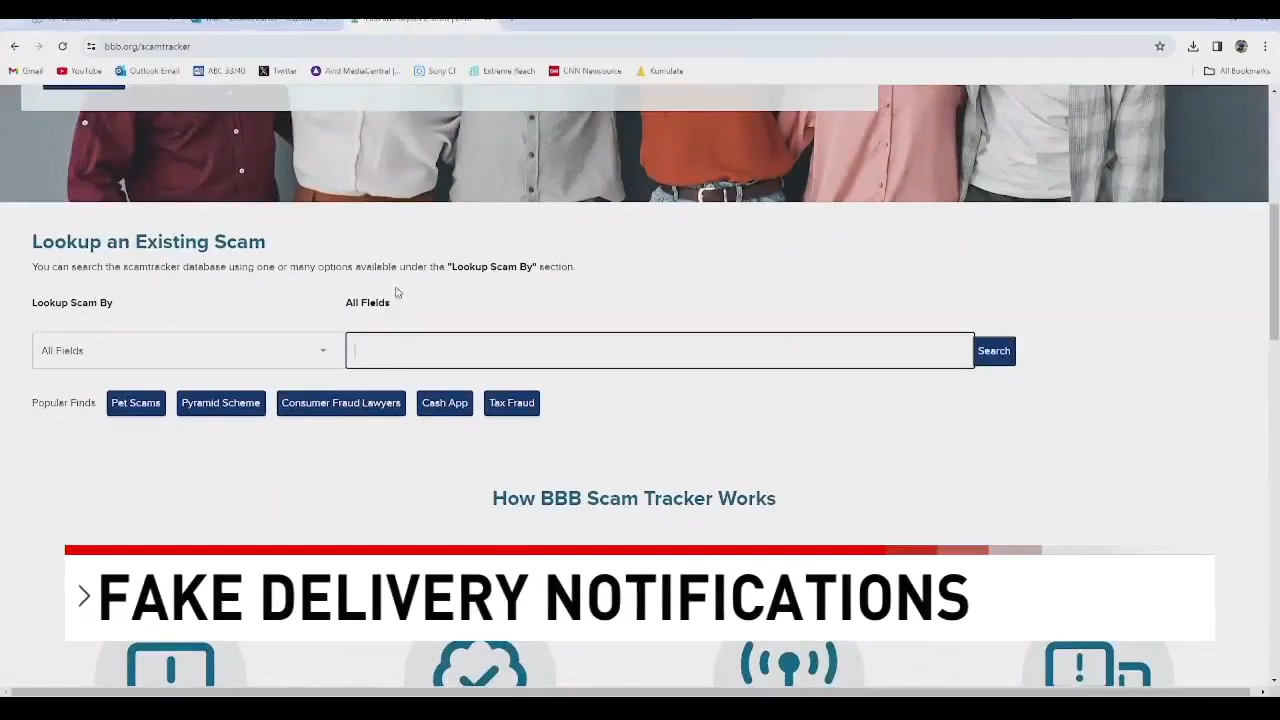 bbb.org/scamtracker
Gmail YouTube Outlook Email ABC 33/40 Twitter Avid MediaCentral |... Sony CI Extreme Reach CNN Newsource Kumulate All Bookmarks
Lookup an Existing Scam
You can search the scamtracker database using one or many options available under the "Lookup Scam By" section.
Lookup Scam By All Fields
All Fields Search
Popular Finds Pet Scams Pyramid Scheme Consumer Fraud Lawyers Cash App Tax Fraud
How BBB Scam Tracker Works
FAKE DELIVERY NOTIFICATIONS